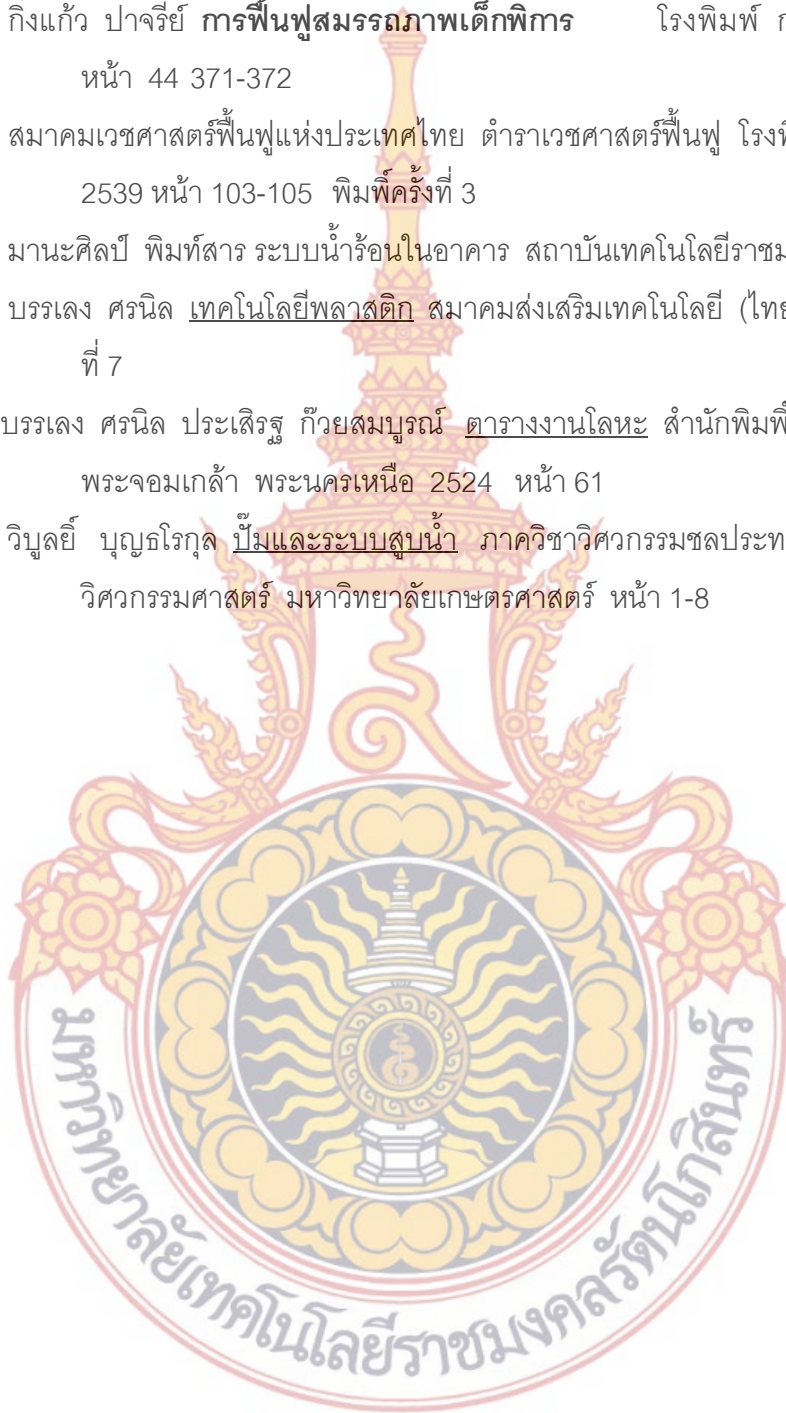 กิ่งแก้ว ปาจรีย์ การฟื้นฟูสมรรถภาพเด็กพิการ โรงพิมพ์
หน้า 44 371-372
สมาคมเวชศาสตร์ฟื้นฟูแห่งประเทศไทย ตำราเวชศาสตร์ฟื้นฟู
2539 หน้า 103-105 พิมพ์ครั้งที่ 3
มานะศิลป์ พิมท์สาร ระบบน้ำร้อนในอาคาร สถาบันเทคโนโลยีราชม
บรรเลง ศรนิล เทคโนโลยีพลาสติก สมาคมส่งเสริมเทคโนโลยี (ไทย
ที่ 7
บรรเลง ศรนิล ประเสิรฐ ก๊วยสมบูรณ์ ตารางงานโลหะ สำนักพิมพ์
พระจอมเกล้า พระนครเหนือ 2524 หน้า 61
วิบูลยิ์ บุญธโรกุล ปั๊มและระบบสูบน้ำ ภาควิชาวิศวกรรมชลประท
วิศวกรรมศาสตร์ มหาวิทยาลัยเกษตรศาสตร์ หน้า 1-8
มหาวิทยาลัยเทคโนโลยีราชมงคลรัตนโกสินทร์